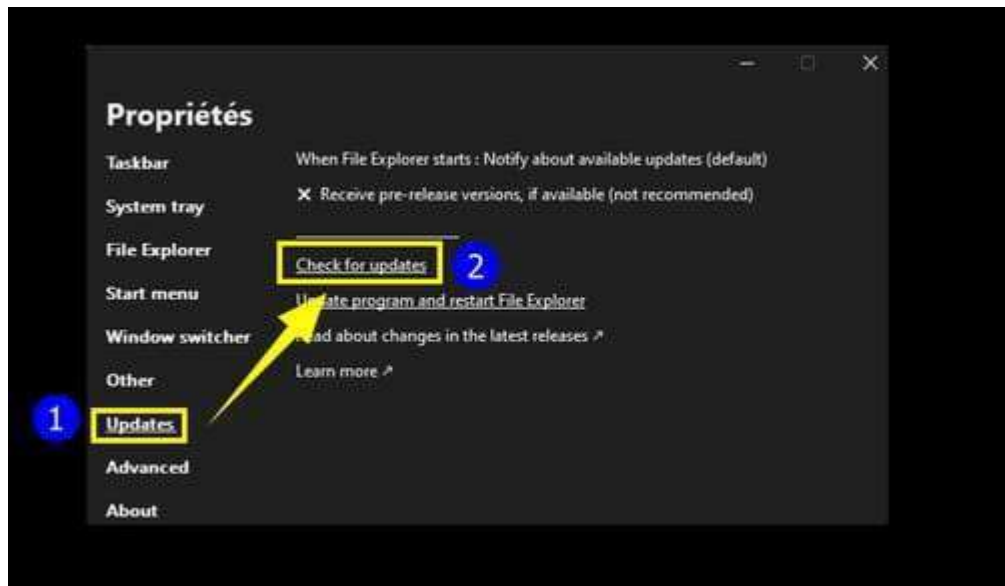 Propriétés
Taskbar
System tray
File Explorer
Start menu
Window switcher
Other
1
Updates
Advanced
About
When File Explorer starts : Notify about available updates (default)
Receive pre-release versions, if available (not recommended)
Check for updates
2
Update program and restart File Explorer
Read about changes in the latest releases ↗
Learn more ↗